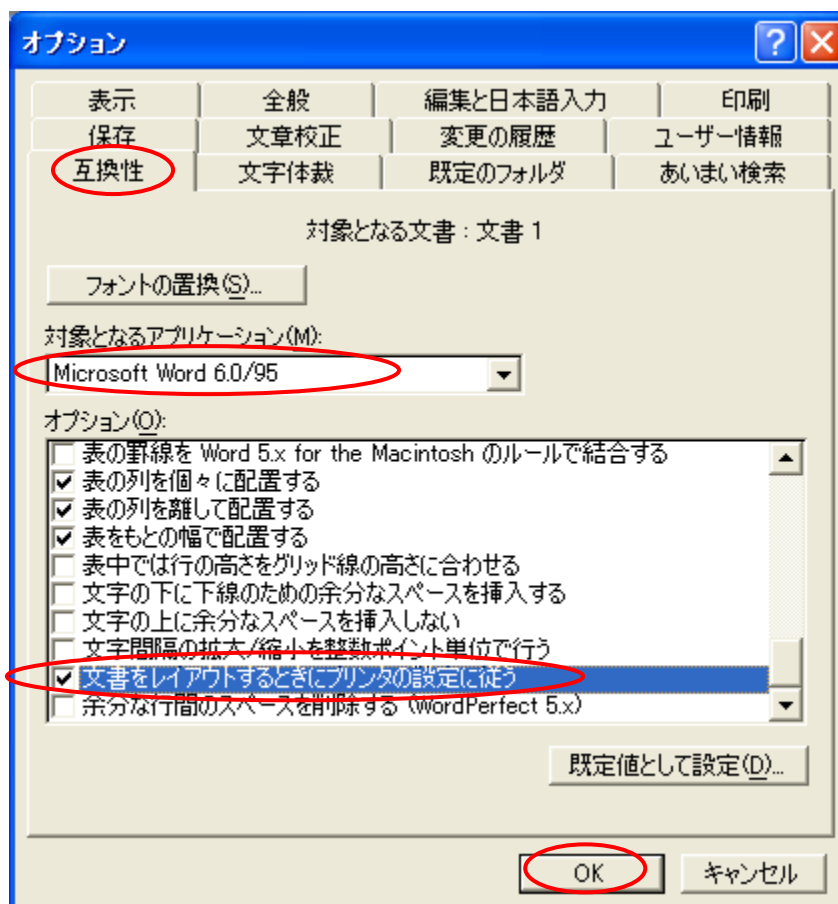 オプション
表示 全般 編集と日本語入力 印刷
保存 文章校正 変更の履歴 ユーザー情報
互換性 文字体裁 既定のフォルダ あいまい検索
対象となる文書 : 文書 1
フォントの置換(S)...
対象となるアプリケーション(M):
Microsoft Word 6.0/95
オプション(O):
表の罫線を Word 5.x for the Macintosh のルールで結合する
表の列を個々に配置する
表の列を離して配置する
表をもとの幅で配置する
表中では行の高さをグリッド線の高さに合わせる
文字の下に下線のための余分なスペースを挿入する
文字の上に余分なスペースを挿入しない
文字間隔の拡大/縮小を整数ポイント単位で行う
文書をレイアウトするときにプリンタの設定に従う
余分な行間のスペースを削除する (WordPerfect 5.x)
既定値として設定(D)...
OK キャンセル